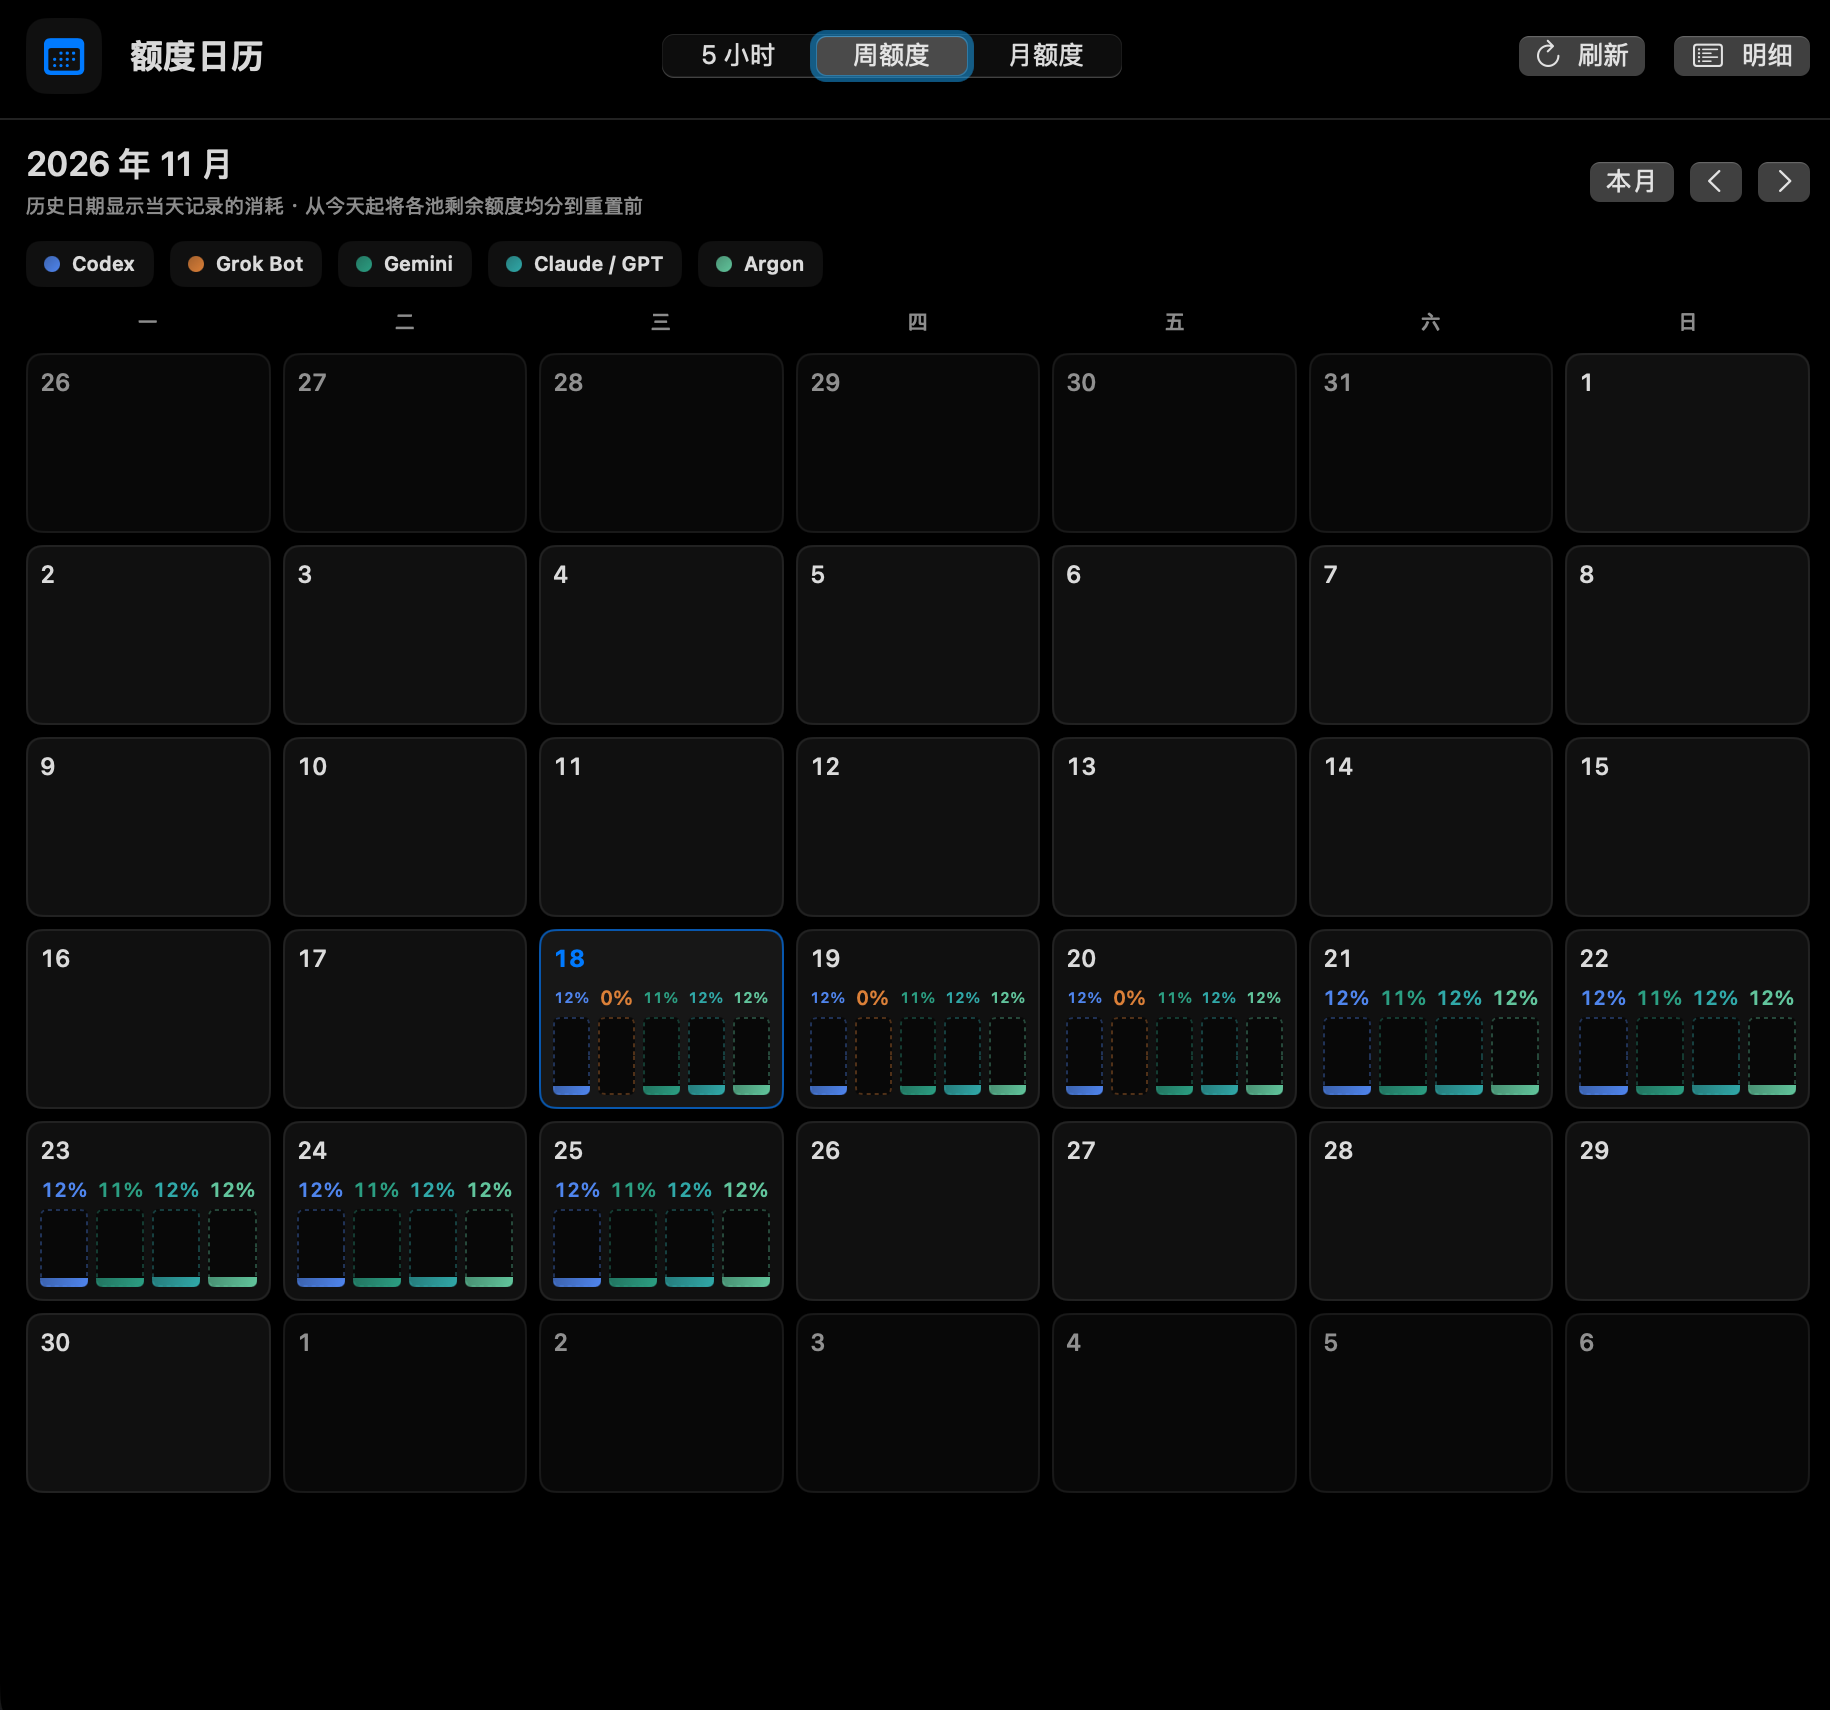 额度日历
5 小时 周额度 月额度
刷新 明细
2026 年 11 月
历史日期显示当天记录的消耗 · 从今天起将各池剩余额度均分到重置前
本月
Codex Grok Bot Gemini Claude / GPT Argon
一 二 三 四 五 六 日
26 27 28 29 30 31 1
2 3 4 5 6 7 8
9 10 11 12 13 14 15
16 17 18 19 20 21 22
12% 0% 11% 12% 12% 12% 0% 11% 12% 12% 12% 0% 11% 12% 12% 12% 11% 12% 12% 12% 11% 12% 12%
23 24 25 26 27 28 29
12% 11% 12% 12% 12% 11% 12% 12% 12% 11% 12% 12%
30 1 2 3 4 5 6